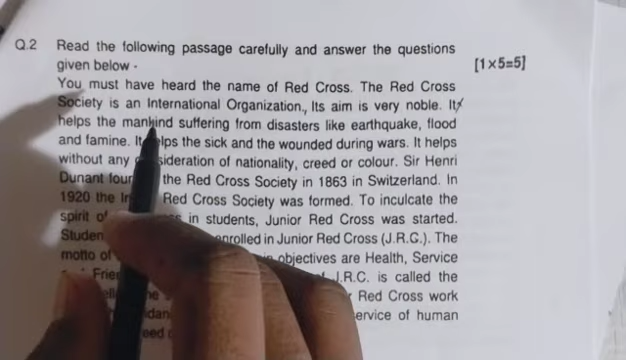 Q.2 Read the following passage carefully and answer the questions
given below - [1×5=5]
You must have heard the name of Red Cross. The Red Cross
Society is an International Organization., Its aim is very noble. It
helps the mankind suffering from disasters like earthquake, flood
and famine. It elps the sick and the wounded during wars. It helps
without any sideration of nationality, creed or colour. Sir Henri
Dunant the Red Cross Society in 1863 in Switzerland. In
1920 the Red Cross Society was formed. To inculcate the
spirit in students, Junior Red Cross was started.
Studen enrolled in Junior Red Cross (J.R.C.). The
motto of objectives are Health, Service
Frie J.R.C. is called the
Red Cross work
ervice of human